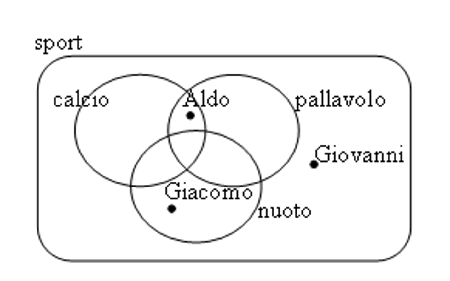 sport
calcio
Aldo
pallavolo
Giovanni
Giacomo
nuoto